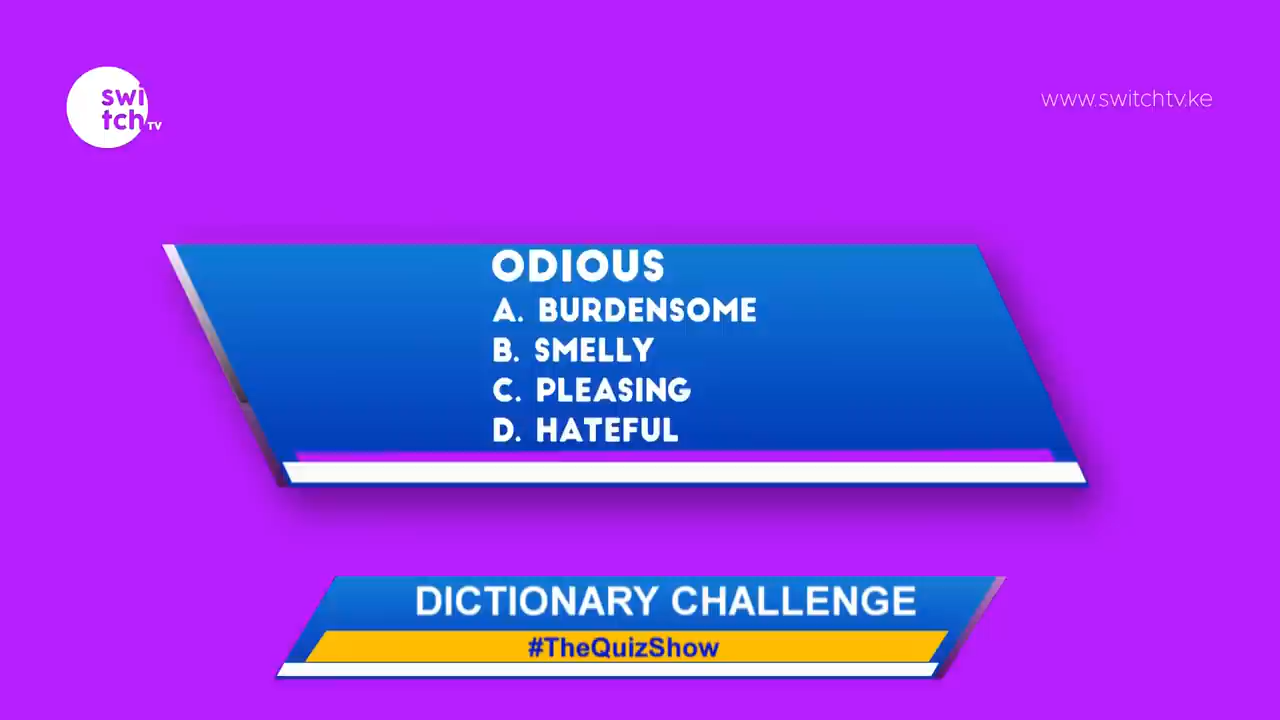 swi
tch TV
www.switchtv.ke
ODIOUS
A. BURDENSOME
B. SMELLY
C. PLEASING
D. HATEFUL
DICTIONARY CHALLENGE
#TheQuizShow